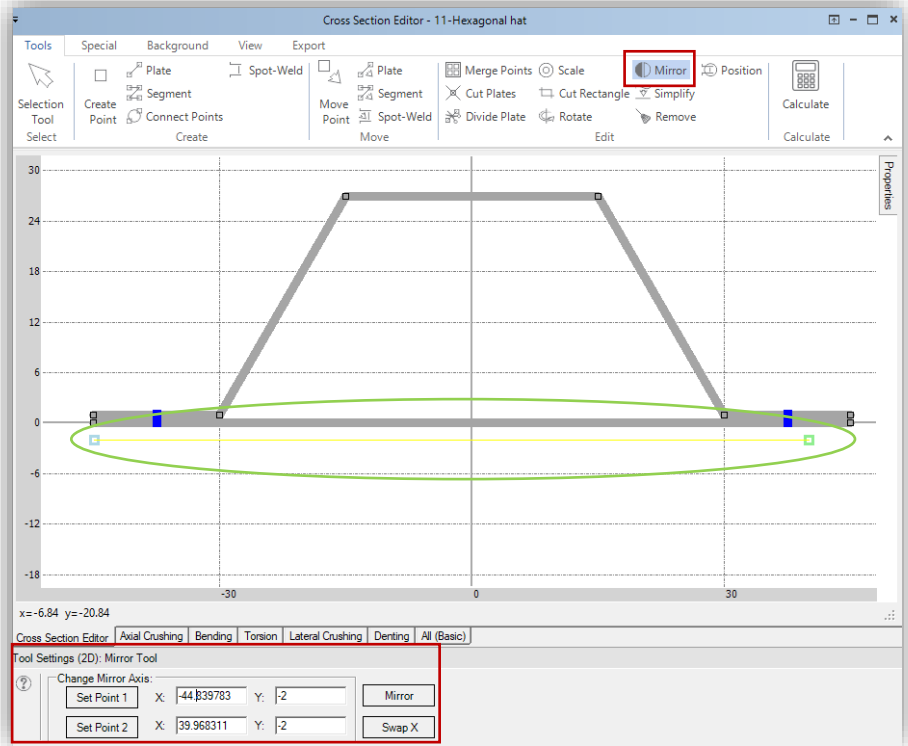 Cross Section Editor - 11-Hexagonal hat
Tools Special Background View Export
Plate Spot-Weld Plate Merge Points Scale Mirror Position
Segment Segment Cut Plates Cut Rectangle Simplify
Selection Tool Create Point Connect Points Move Point Spot-Weld Divide Plate Rotate Remove Calculate
Select Create Move Edit Calculate
Properties
30
24
18
12
6
0
-6
-12
-18
-30 0 30
x=-6.84 y=-20.84
Cross Section Editor Axial Crushing Bending Torsion Lateral Crushing Denting All (Basic)
Tool Settings (2D): Mirror Tool
Change Mirror Axis:
Set Point 1 X: -44.839783 Y: -2 Mirror
Set Point 2 X: 39.968311 Y: -2 Swap X